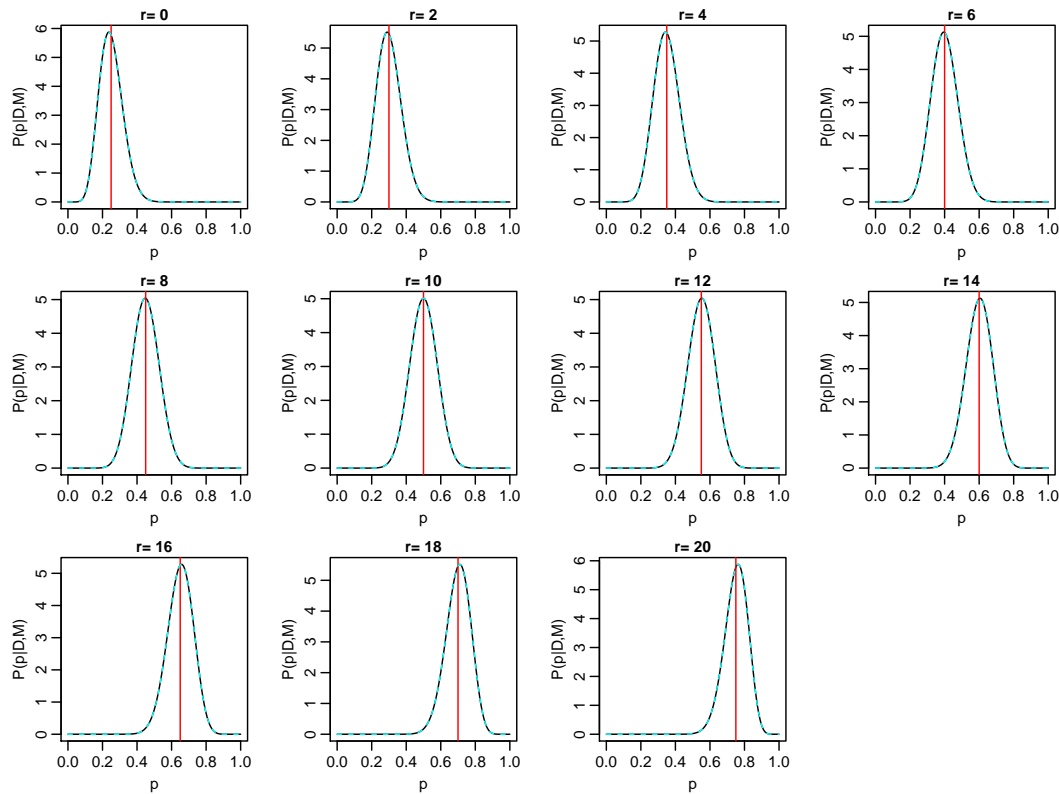 r= 0
P(p|D,M)
0 1 2 3 4 5 6
0.0 0.2 0.4 0.6 0.8 1.0
p
r= 2
P(p|D,M)
0 1 2 3 4 5
0.0 0.2 0.4 0.6 0.8 1.0
p
r= 4
P(p|D,M)
0 1 2 3 4 5
0.0 0.2 0.4 0.6 0.8 1.0
p
r= 6
P(p|D,M)
0 1 2 3 4 5
0.0 0.2 0.4 0.6 0.8 1.0
p
r= 8
P(p|D,M)
0 1 2 3 4 5
0.0 0.2 0.4 0.6 0.8 1.0
p
r= 10
P(p|D,M)
0 1 2 3 4 5
0.0 0.2 0.4 0.6 0.8 1.0
p
r= 12
P(p|D,M)
0 1 2 3 4 5
0.0 0.2 0.4 0.6 0.8 1.0
p
r= 14
P(p|D,M)
0 1 2 3 4 5
0.0 0.2 0.4 0.6 0.8 1.0
p
r= 16
P(p|D,M)
0 1 2 3 4 5
0.0 0.2 0.4 0.6 0.8 1.0
p
r= 18
P(p|D,M)
0 1 2 3 4 5
0.0 0.2 0.4 0.6 0.8 1.0
p
r= 20
P(p|D,M)
0 1 2 3 4 5 6
0.0 0.2 0.4 0.6 0.8 1.0
p